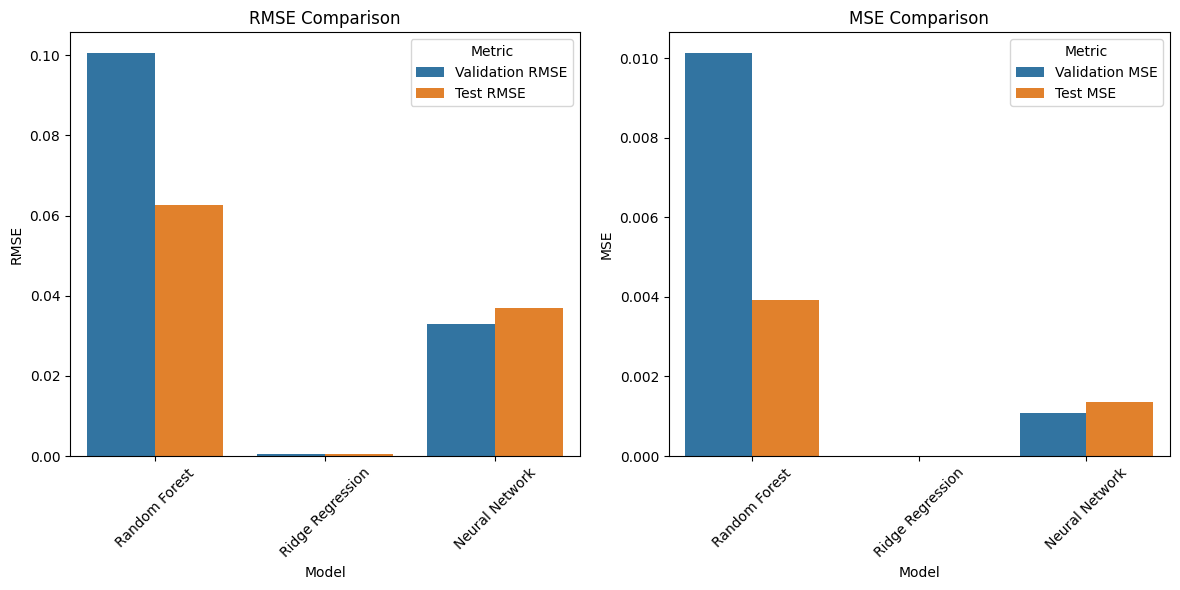 RMSE Comparison
Metric
Validation RMSE
Test RMSE
0.10
0.08
0.06
0.04
0.02
0.00
RMSE
Random Forest
Ridge Regression
Neural Network
Model
MSE Comparison
Metric
Validation MSE
Test MSE
0.010
0.008
0.006
0.004
0.002
0.000
MSE
Random Forest
Ridge Regression
Neural Network
Model